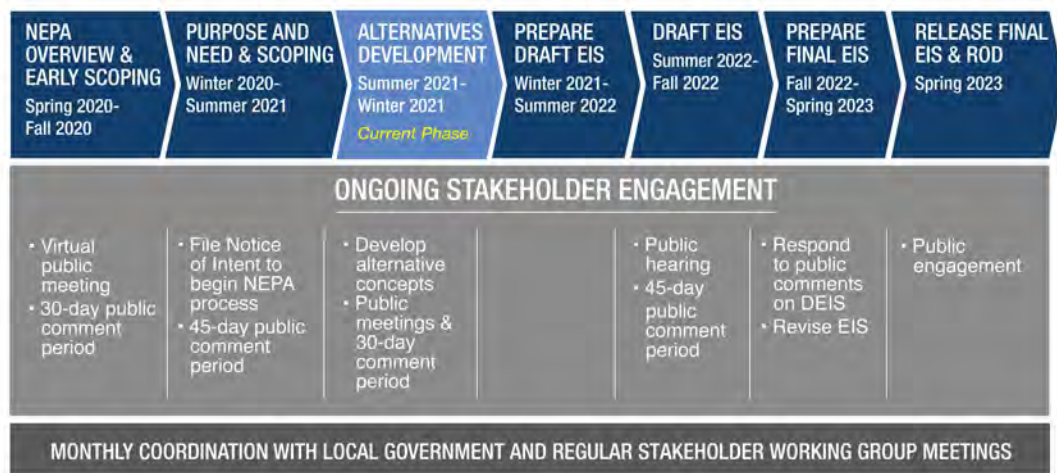 NEPA
OVERVIEW &
EARLY SCOPING
Spring 2020-
Fall 2020
PURPOSE AND
NEED & SCOPING
Winter 2020-
Summer 2021
ALTERNATIVES
DEVELOPMENT
Summer 2021-
Winter 2021
Current Phase
PREPARE
DRAFT EIS
Winter 2021-
Summer 2022
DRAFT EIS
Summer 2022-
Fall 2022
PREPARE
FINAL EIS
Fall 2022-
Spring 2023
RELEASE FINAL
EIS & ROD
Spring 2023
ONGOING STAKEHOLDER ENGAGEMENT
• Virtual
public
meeting
• 30-day public
comment
period
• File Notice
of Intent to
begin NEPA
process
• 45-day public
comment
period
• Develop
alternative
concepts
• Public
meetings &
30-day
comment
period
• Public
hearing
• 45-day
public
comment
period
• Respond
to public
comments
on DEIS
• Revise EIS
• Public
engagement
MONTHLY COORDINATION WITH LOCAL GOVERNMENT AND REGULAR STAKEHOLDER WORKING GROUP MEETINGS